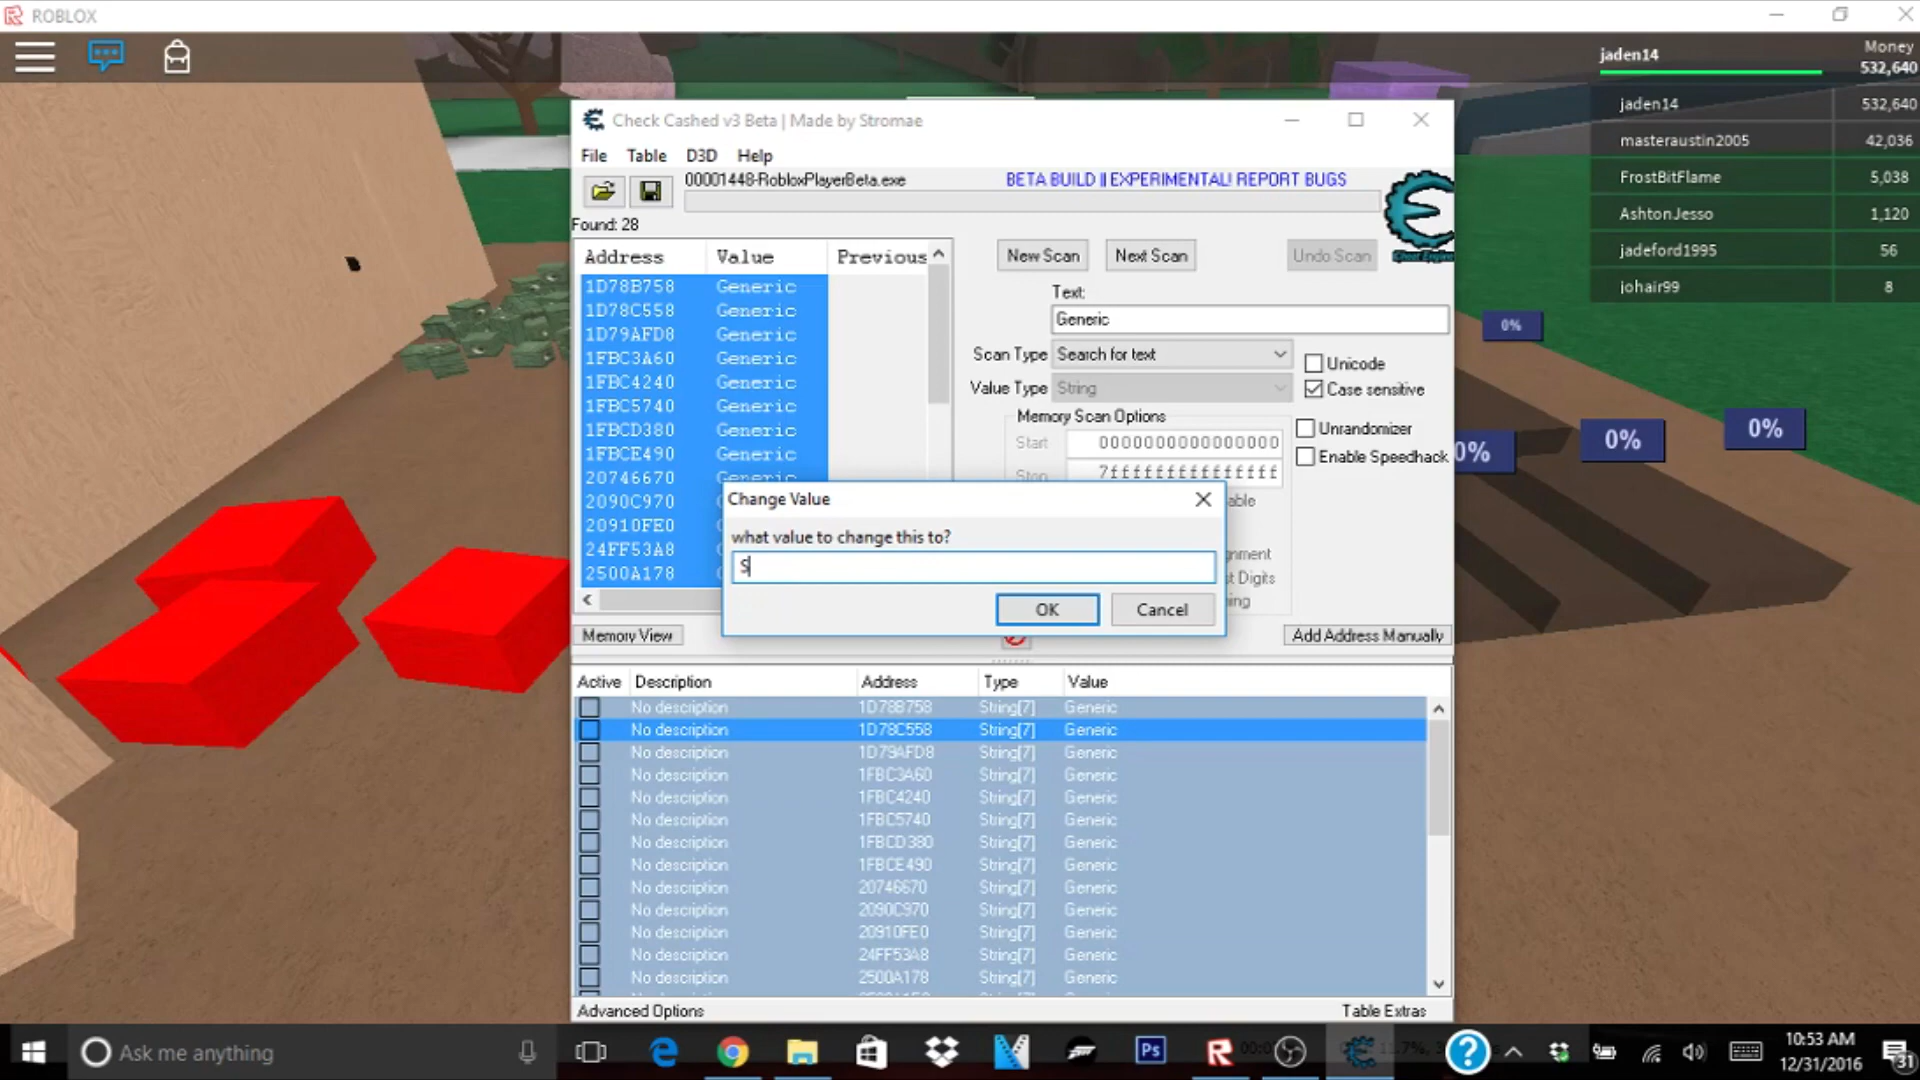 ROBLOX
jaden14
Money
532,640
jaden14 532,640
masteraustin2005 42,036
FrostBitFlame 5,038
AshtonJesso 1,120
jadeford1995 56
johair99 8
Check Cashed v3 Beta | Made by Stromae
File Table D3D Help
00001448-RobloxPlayerBeta.exe
BETA BUILD || EXPERIMENTAL! REPORT BUGS
Found: 28
Address Value Previous
1D78B758 Generic
1D78C558 Generic
1D79AFD8 Generic
1FBC3A60 Generic
1FBC4240 Generic
1FBC5740 Generic
1FBCD380 Generic
1FBCE490 Generic
20746670 Generic
2090C970
20910FE0
24FF53A8
2500A178
New Scan Next Scan Undo Scan
Cheat Engine
Text:
Generic
Scan Type Search for text
Unicode
Value Type String
Case sensitive
Memory Scan Options
Start 0000000000000000
Stop 7fffffffffffffff
Unrandomizer
Enable Speedhack
0%
0%
0%
0%
Change Value
what value to change this to?
S
OK Cancel
Memory View
Add Address Manually
Active Description Address Type Value
No description 1D78B758 String[7] Generic
No description 1D78C558 String[7] Generic
No description 1D79AFD8 String[7] Generic
No description 1FBC3A60 String[7] Generic
No description 1FBC4240 String[7] Generic
No description 1FBC5740 String[7] Generic
No description 1FBCD380 String[7] Generic
No description 1FBCE490 String[7] Generic
No description 20746670 String[7] Generic
No description 2090C970 String[7] Generic
No description 20910FE0 String[7] Generic
No description 24FF53A8 String[7] Generic
No description 2500A178 String[7] Generic
Advanced Options
Table Extras
Ask me anything
Ps
10:53 AM
12/31/2016
31